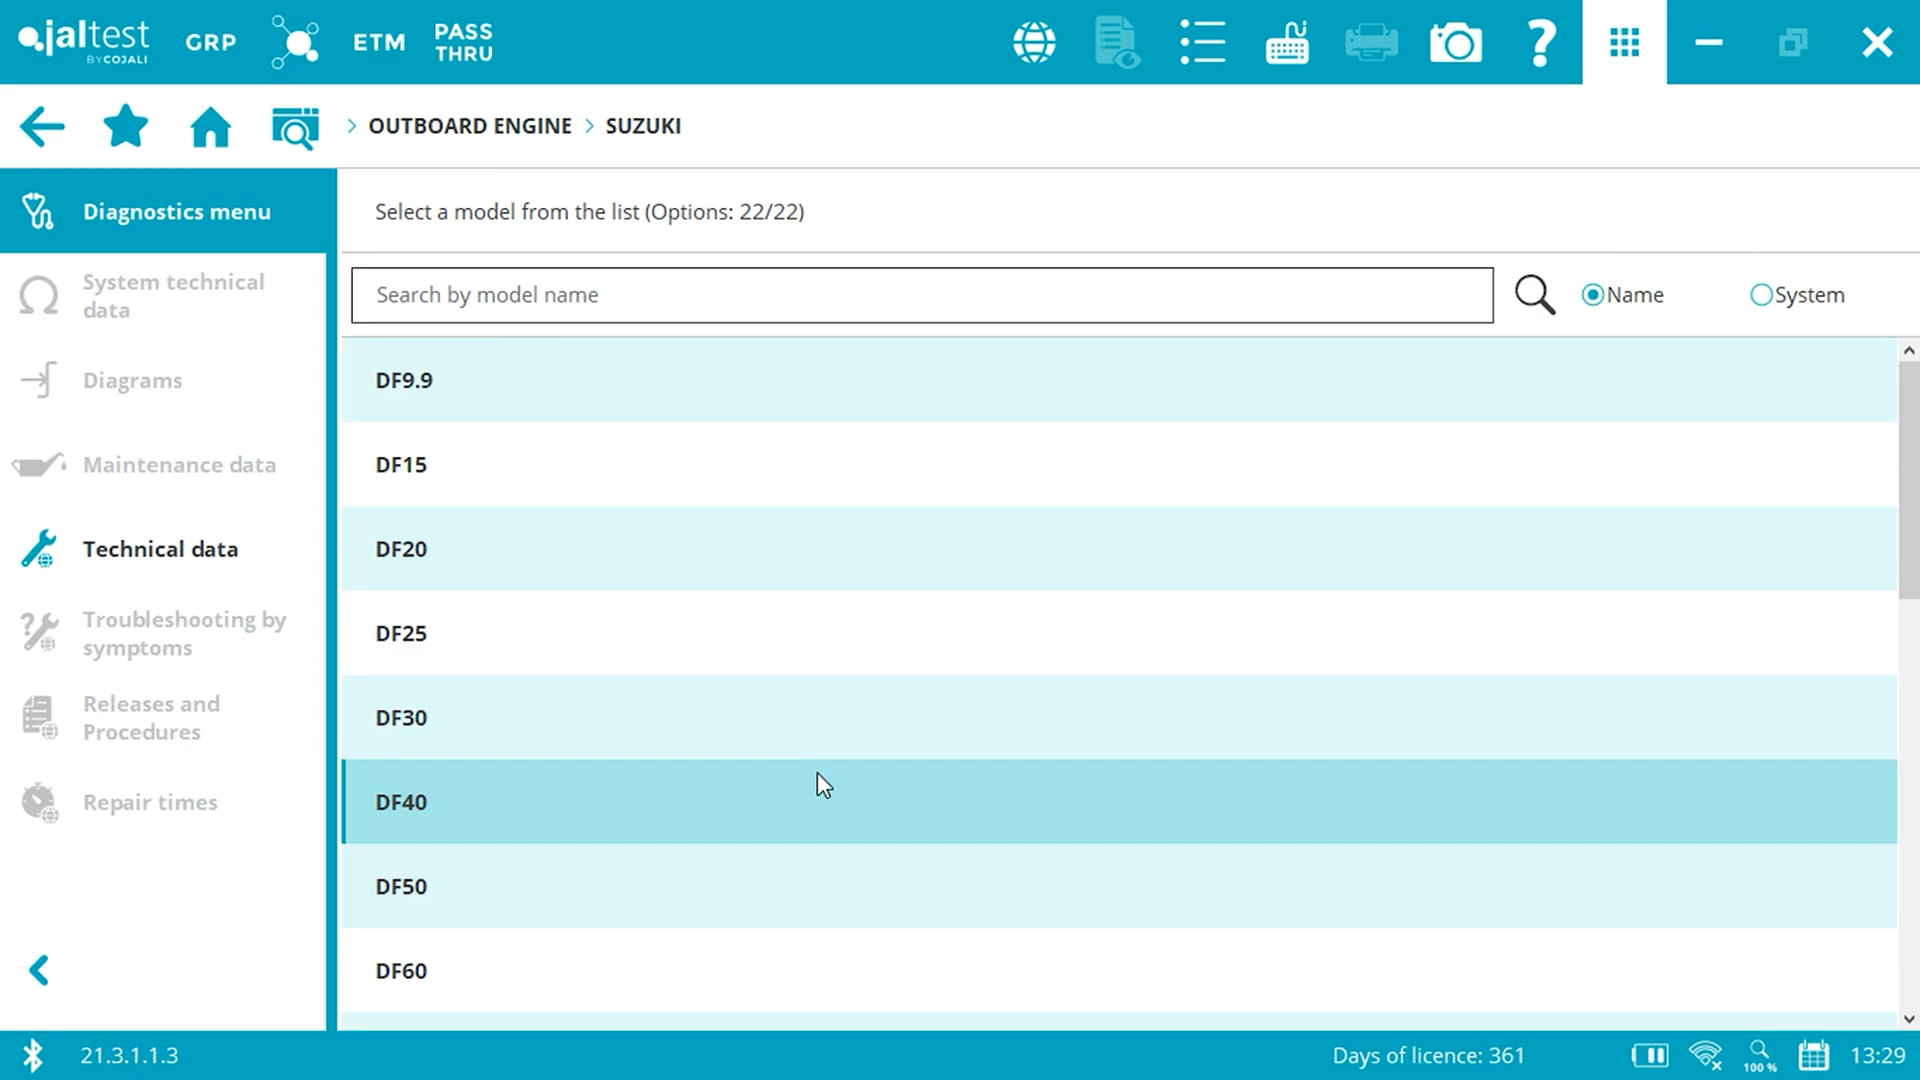 jaltest
BY COJALI
GRP
ETM
PASS
THRU
OUTBOARD ENGINE > SUZUKI
Diagnostics menu
System technical
data
Diagrams
Maintenance data
Technical data
Troubleshooting by
symptoms
Releases and
Procedures
Repair times
Select a model from the list (Options: 22/22)
Search by model name
Name
System
DF9.9
DF15
DF20
DF25
DF30
DF40
DF50
DF60
21.3.1.1.3
Days of licence: 361
100 %
13:29